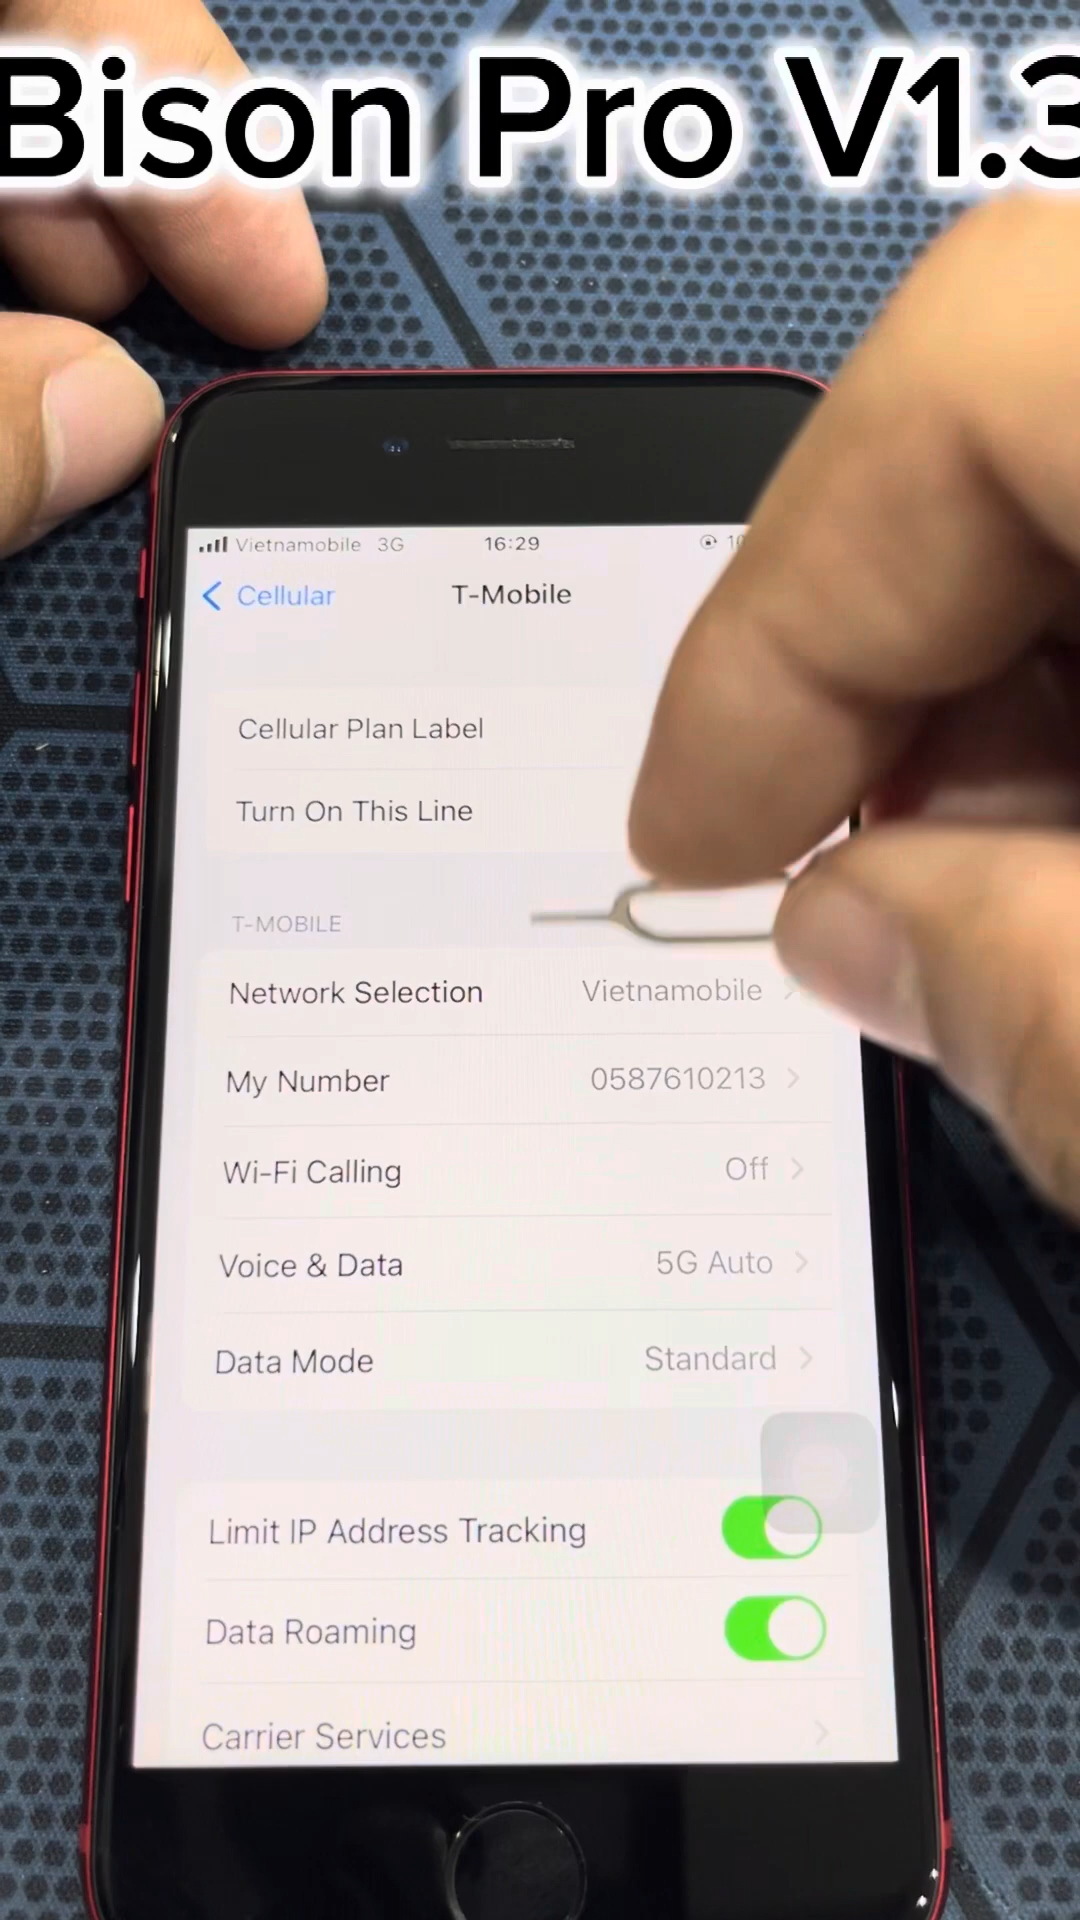 Bison Pro V1.3
Vietnamobile 3G 16:29
Cellular T-Mobile
Cellular Plan Label
Turn On This Line
T-MOBILE
Network Selection Vietnamobile
My Number 0587610213
Wi-Fi Calling Off
Voice & Data 5G Auto
Data Mode Standard
Limit IP Address Tracking
Data Roaming
Carrier Services